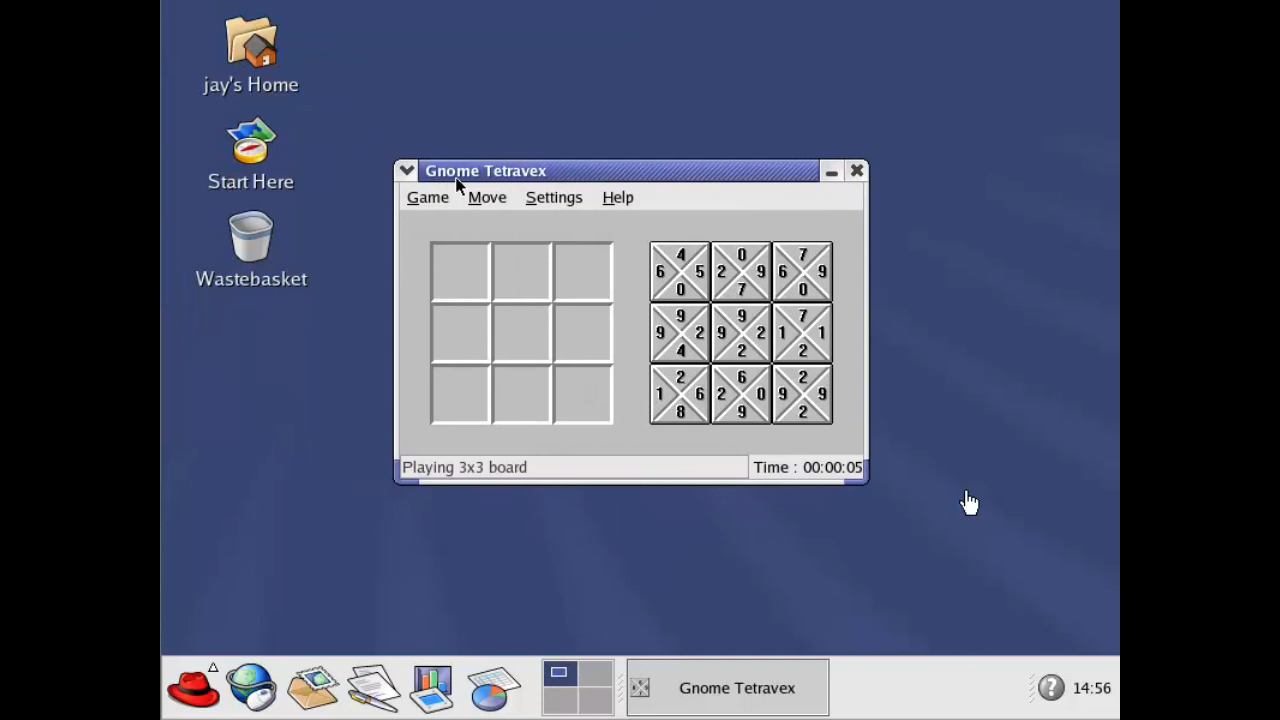 jay's Home
Start Here
Wastebasket
Gnome Tetravex
Game Move Settings Help
4 0 7
6 5 2 9 6 9
0 7 0
9 9 7
9 2 9 2 1 1
4 2 2
2 6 2
1 6 2 0 9 9
8 9 2
Playing 3x3 board Time : 00:00:05
Gnome Tetravex 14:56